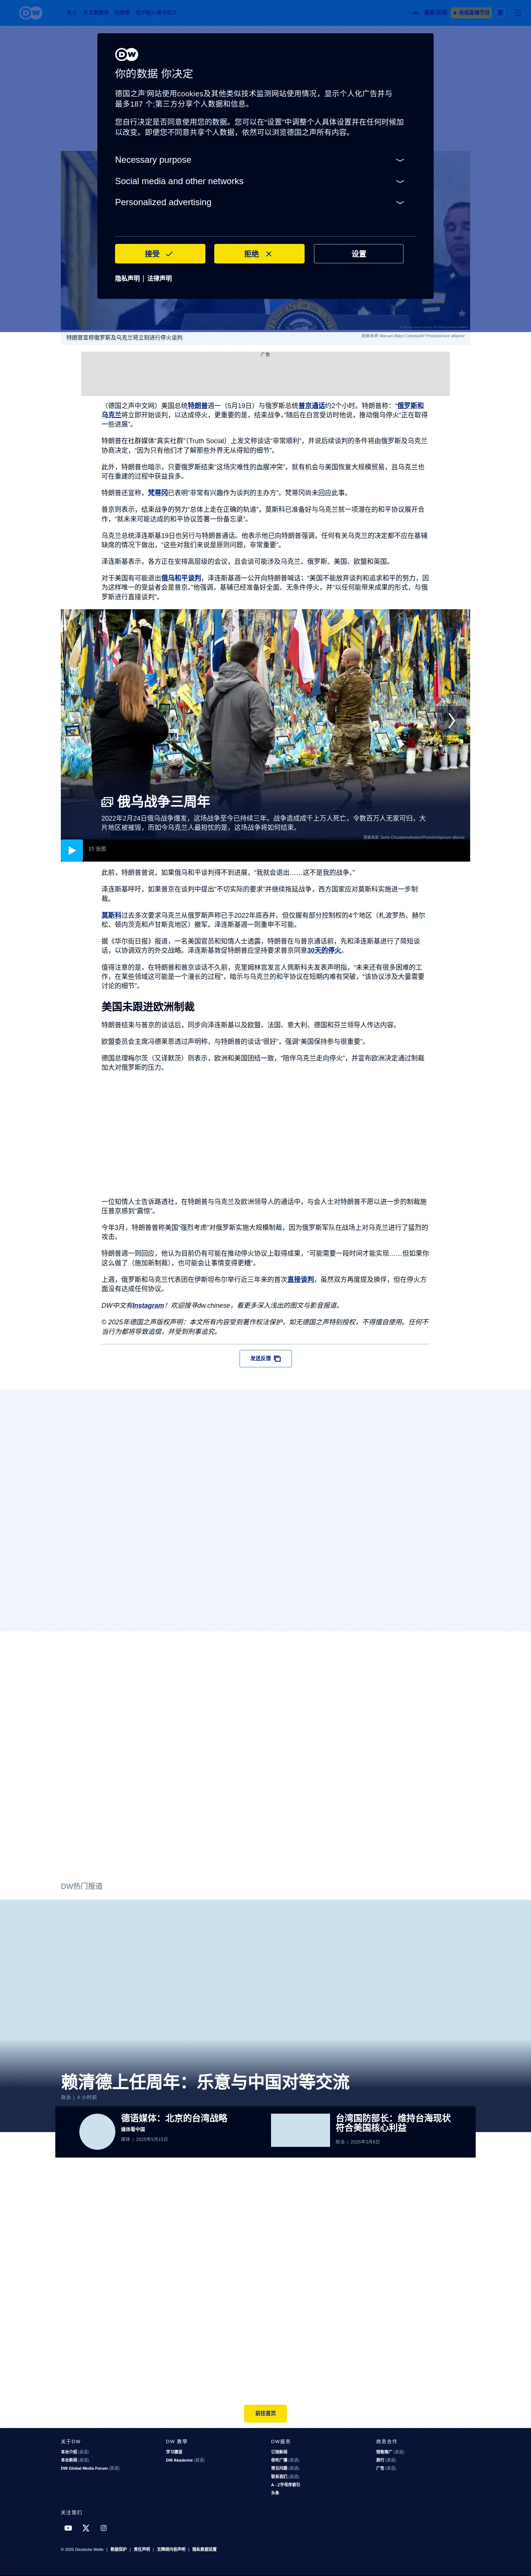 DW
你的数据 你决定
德国之声'网站使用cookies及其他类似技术监测网站使用情况，显示个人化广告并与
最多187 个;第三方分享个人数据和信息。
您自行决定是否同意使用您的数据。您可以在"设置"中调整个人具体设置并在任何时候加
以改变。即便您不同意共享个人数据，依然可以浏览德国之声所有内容。
Necessary purpose
Social media and other networks
Personalized advertising
接受
拒绝
设置
隐私声明 | 法律声明
特朗普宣称俄罗斯及乌克兰将立刻进行停火谈判
广告
（德国之声中文网）美国总统特朗普周一（5月19日）与俄罗斯总统普京通话约2个小时。特朗普称："俄罗斯和
乌克兰将立即开始谈判，以达成停火，更重要的是，结束战争。"随后在白宫受访时他说，推动俄乌停火"正在取得
一些进展"。
特朗普在社群媒体"真实社群"（Truth Social）上发文称谈话"非常顺利"，并说后续谈判的条件将由俄罗斯及乌克兰
协商决定，"因为只有他们才了解那些外界无从得知的细节"。
此外，特朗普也暗示，只要俄罗斯结束"这场灾难性的血腥冲突"，就有机会与美国恢复大规模贸易，且乌克兰也
可在重建的过程中获益良多。
特朗普还宣称，梵蒂冈已表明"非常有兴趣作为谈判的主办方"。梵蒂冈尚未回应此事。
普京则表示，结束战争的努力"总体上走在正确的轨道"，莫斯科已准备好与乌克兰就一项潜在的和平协议展开合
作，"就未来可能达成的和平协议签署一份备忘录"。
乌克兰总统泽连斯基19日也另行与特朗普通话。他表示他已向特朗普强调，任何有关乌克兰的决定都不应在基辅
缺席的情况下做出，"这些对我们来说是原则问题，非常重要"。
泽连斯基表示，各方正在安排高层级的会议，且会谈可能涉及乌克兰、俄罗斯、美国、欧盟和英国。
对于美国有可能退出俄乌和平谈判，泽连斯基週一公开向特朗普喊话："美国不能放弃谈判和追求和平的努力，因
为这样唯一的受益者会是普京。"他强调，基辅已经准备好全面、无条件停火，并"以任何能带来成果的形式，与俄
罗斯进行直接谈判"。
俄乌战争三周年
2022年2月24日俄乌战争爆发，这场战争至今已持续三年。战争造成成千上万人死亡，令数百万人无家可归，大
片地区被摧毁，而如今乌克兰人最担忧的是，这场战争将如何结束。
15 张图
此前，特朗普曾说，如果俄乌和平谈判得不到进展，"我就会退出……这不是我的战争。"
泽连斯基呼吁，如果普京在谈判中提出"不切实际的要求"并继续拖延战争，西方国家应对莫斯科实施进一步制
裁。
莫斯科过去多次要求乌克兰从俄罗斯声称已于2022年底吞并、但仅握有部分控制权的4个地区（札波罗热、赫尔
松、顿内茨克和卢甘斯克地区）撤军。泽连斯基週一则重申不可能。
据《华尔街日报》报道，一名美国官员和知情人士透露，特朗普在与普京通话前，先和泽连斯基进行了简短谈
话，以协调双方的外交战略。泽连斯基敦促特朗普应坚持要求普京同意30天的停火。
值得注意的是，在特朗普和普京谈话不久前，克里姆林宫发言人佩斯科夫发表声明指，"未来还有很多困难的工
作，在某些领域这可能是一个漫长的过程"，暗示与乌克兰的和平协议在短期内难有突破，"该协议涉及大量需要
讨论的细节"。
美国未跟进欧洲制裁
特朗普结束与普京的谈话后，同步向泽连斯基以及欧盟、法国、意大利、德国和芬兰领导人传达内容。
欧盟委员会主席冯德莱恩透过声明称，与特朗普的谈话"很好"，强调"美国保持参与很重要"。
德国总理梅尔茨（又译默茨）则表示，欧洲和美国团结一致，"陪伴乌克兰走向停火"，并宣布欧洲决定通过制裁
加大对俄罗斯的压力。
一位知情人士告诉路透社，在特朗普与乌克兰及欧洲领导人的通话中，与会人士对特朗普不愿以进一步的制裁施
压普京感到"震惊"。
今年3月，特朗普曾称美国"强烈考虑"对俄罗斯实施大规模制裁，因为俄罗斯军队在战场上对乌克兰进行了猛烈的
攻击。
特朗普週一则回应，他认为目前仍有可能在推动停火协议上取得成果，"可能需要一段时间才能实现……但如果你
这么做了（施加新制裁），也可能会让事情变得更糟"。
上週，俄罗斯和乌克兰代表团在伊斯坦布尔举行近三年来的首次直接谈判，虽然双方再度提及换俘，但在停火方
面没有达成任何协议。
DW中文有Instagram！欢迎搜寻dw.chinese，看更多深入浅出的图文与影音报道。
© 2025年德国之声版权声明：本文所有内容受到著作权法保护，如无德国之声特别授权，不得擅自使用。任何不
当行为都将导致追偿，并受到刑事追究。
发送反馈
DW热门报道
赖清德上任周年：乐意与中国对等交流
政治 | 4 小时前
德语媒体：北京的台湾战略
媒体看中国
媒体 | 2025年5月19日
台湾国防部长：维持台海现状
符合美国核心利益
政治 | 2025年3月6日
前往首页
关于DW
本台介绍 (英语)
本台新闻 (英语)
DW Global Media Forum (英语)
DW 教学
学习德语
DW Akademie (英语)
DW服务
订阅新闻
收听广播 (英语)
常见问题 (英语)
联系我们 (英语)
A - Z字母序索引
头条
商务合作
销售推广 (英语)
旅行 (英语)
广告 (英语)
关注我们
© 2025 Deutsche Welle | 数据保护 | 责任声明 | 无障碍内容声明 | 隐私数据设置